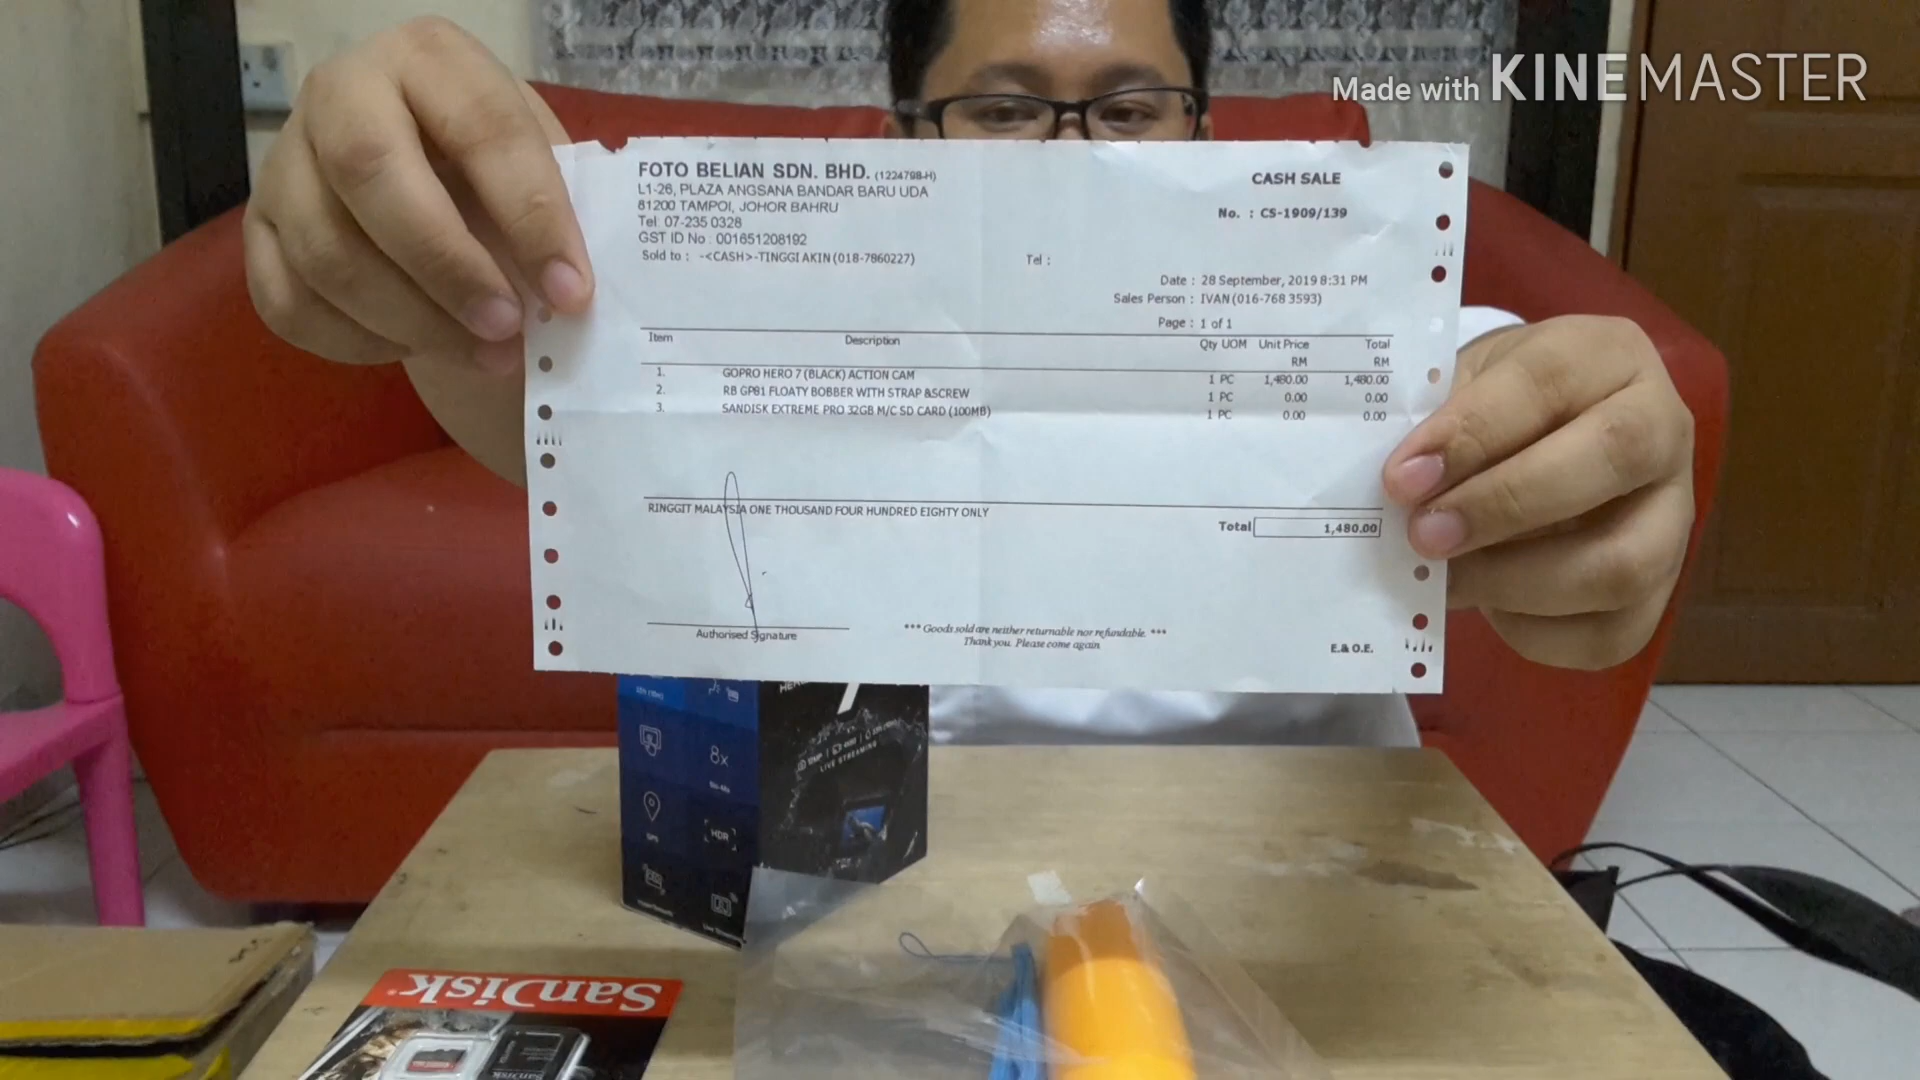 Made with KINEMASTER
FOTO BELIAN SDN. BHD. (1224798-H)
L1-26, PLAZA ANGSANA BANDAR BARU UDA
81200 TAMPOI, JOHOR BAHRU
Tel: 07-235 0328
GST ID No : 001651208192
Sold to : -<CASH>-TINGGI AKIN (018-7860227)
Tel :
CASH SALE
No. : CS-1909/139
Date : 28 September, 2019 8:31 PM
Sales Person : IVAN (016-768 3593)
Page : 1 of 1
Item Description Qty UOM Unit Price Total
RM RM
1. GOPRO HERO 7 (BLACK) ACTION CAM 1 PC 1,480.00 1,480.00
2. RB GP81 FLOATY BOBBER WITH STRAP &SCREW 1 PC 0.00 0.00
3. SANDISK EXTREME PRO 32GB M/C SD CARD (100MB) 1 PC 0.00 0.00
RINGGIT MALAYSIA ONE THOUSAND FOUR HUNDRED EIGHTY ONLY
Total 1,480.00
Authorised Signature
*** Goods sold are neither returnable nor refundable. ***
Thank you. Please come again.
E.& O.E.
7
8x
GPS
HDR
LIVE STREAMING
SanDisk
SanDisk